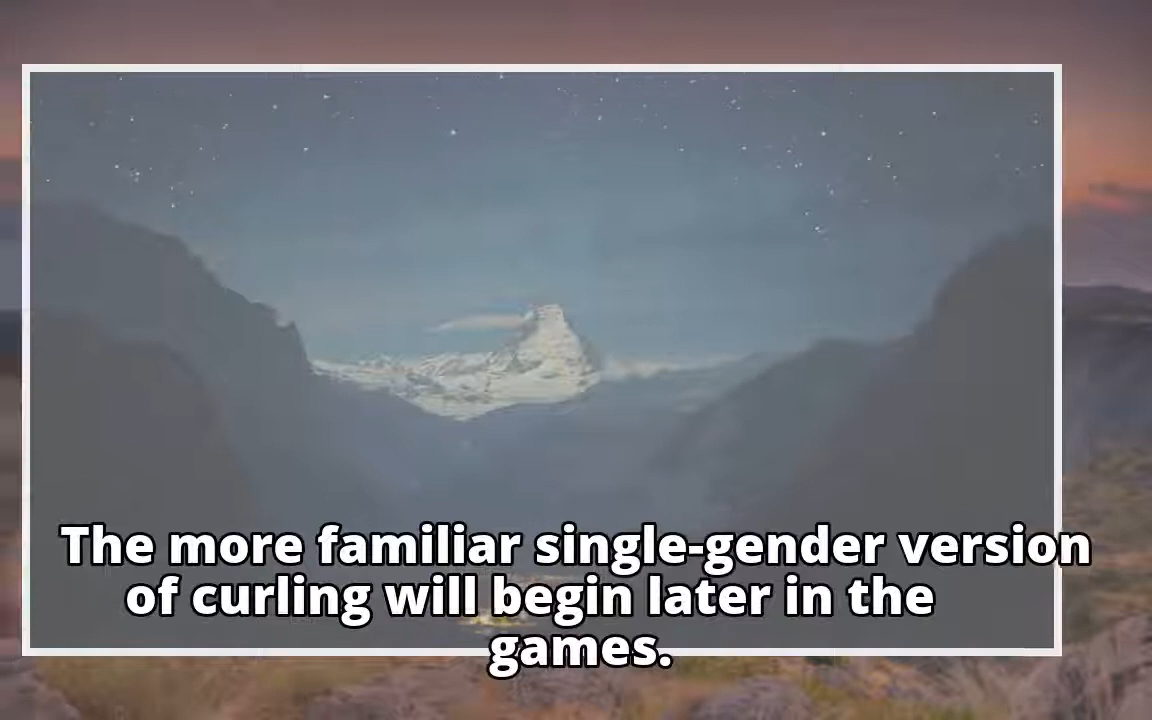 The more familiar single-gender version
of curling will begin later in the
games.